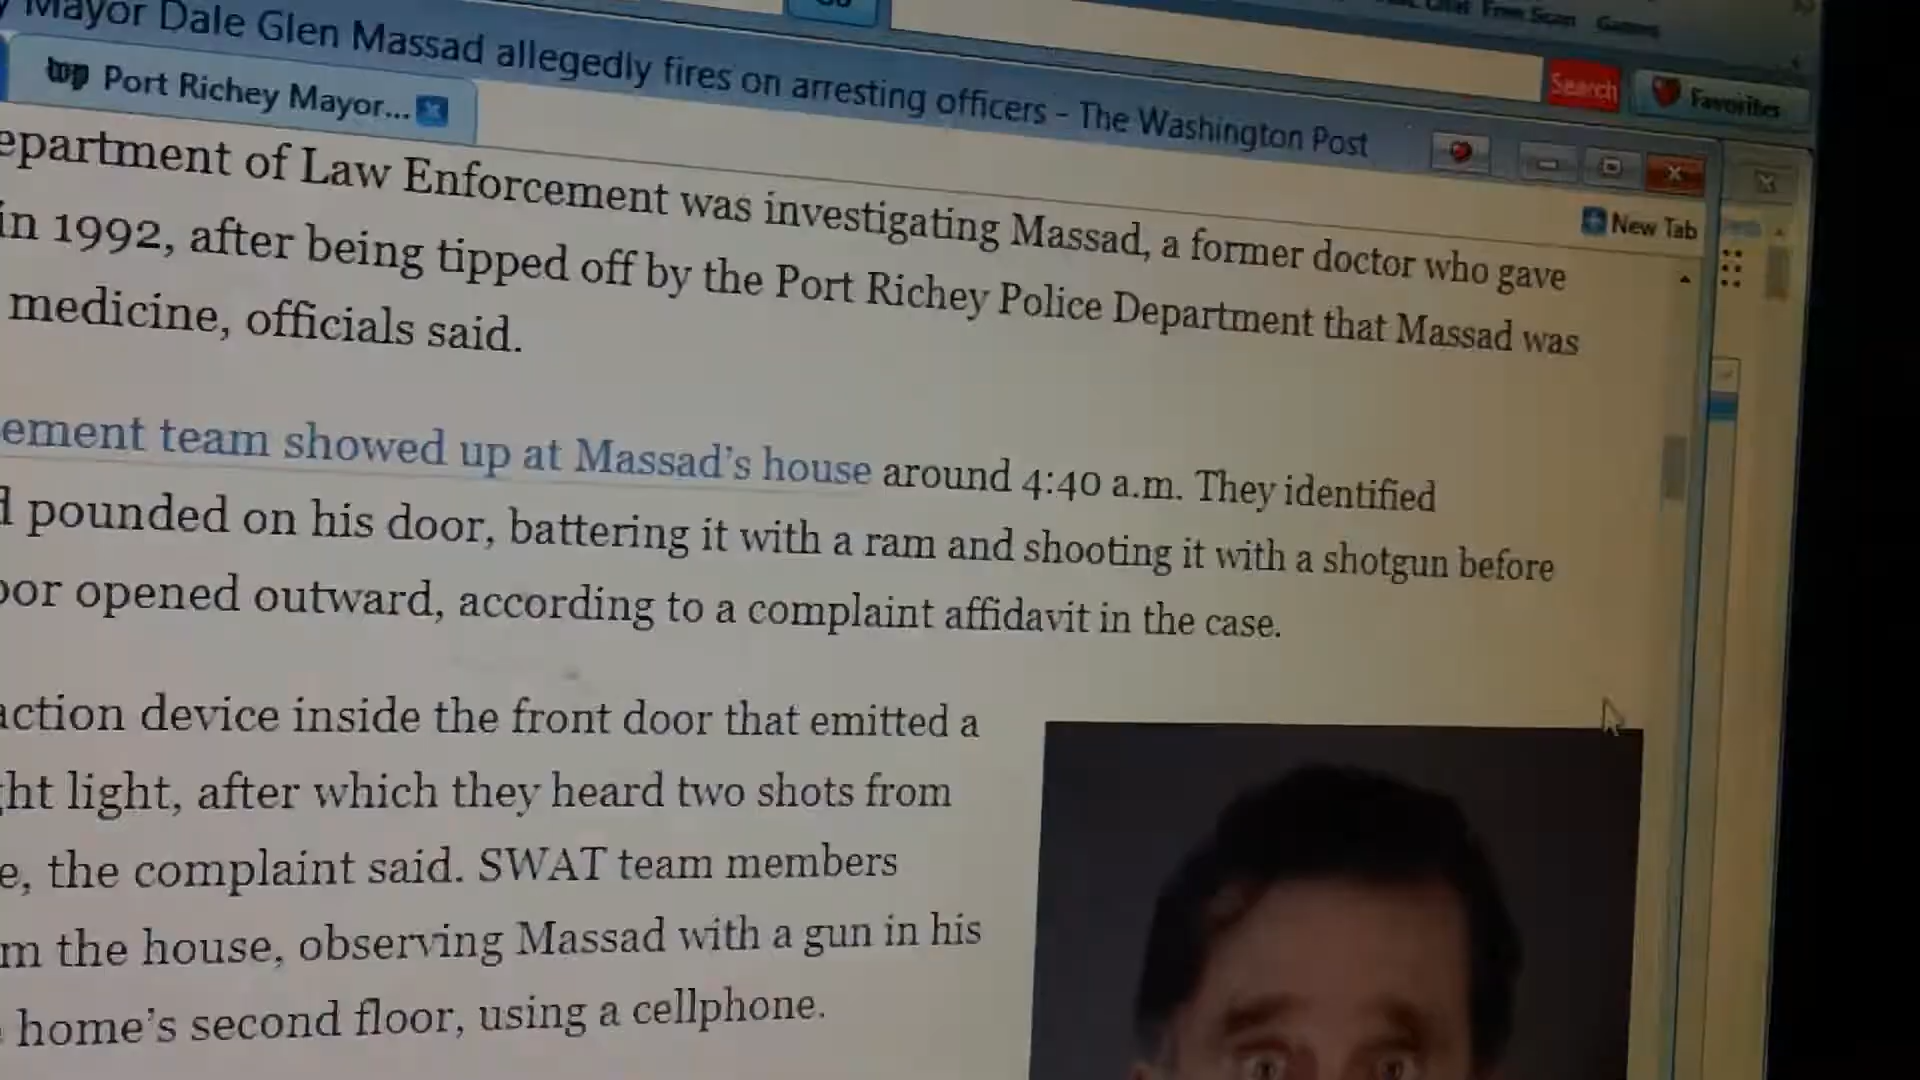 Free Scan Games
Mayor Dale Glen Massad allegedly fires on arresting officers - The Washington Post
Search Favorites
top Port Richey Mayor...
New Tab
epartment of Law Enforcement was investigating Massad, a former doctor who gave
in 1992, after being tipped off by the Port Richey Police Department that Massad was
medicine, officials said.
ement team showed up at Massad's house around 4:40 a.m. They identified
d pounded on his door, battering it with a ram and shooting it with a shotgun before
oor opened outward, according to a complaint affidavit in the case.
action device inside the front door that emitted a
ght light, after which they heard two shots from
e, the complaint said. SWAT team members
m the house, observing Massad with a gun in his
home's second floor, using a cellphone.